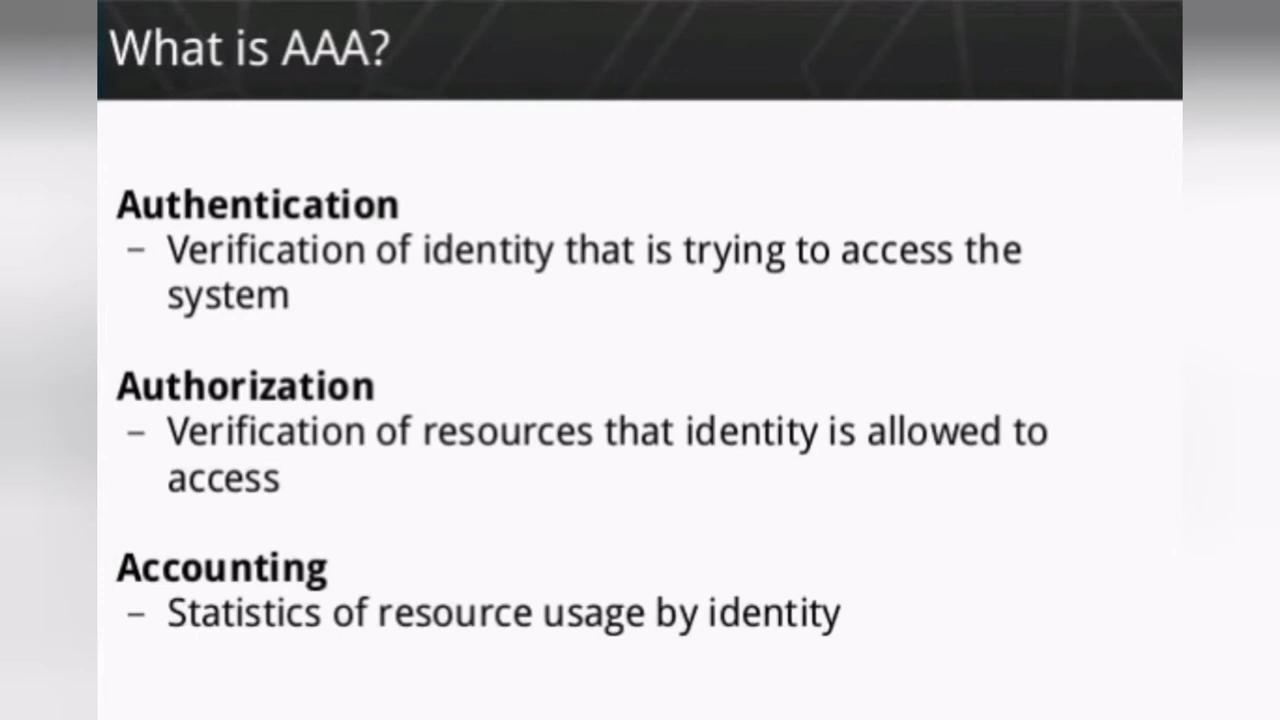 What is AAA?
Authentication
– Verification of identity that is trying to access the
system
Authorization
– Verification of resources that identity is allowed to
access
Accounting
– Statistics of resource usage by identity